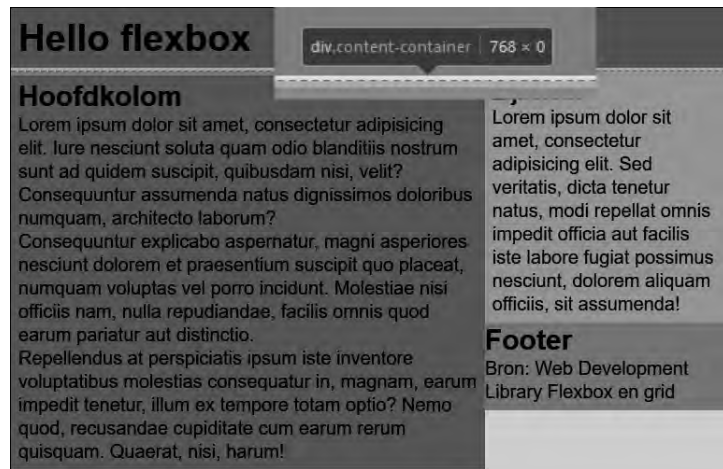 Hello flexbox
div.content-container | 768 × 0
Hoofdkolom
Lorem ipsum dolor sit amet, consectetur adipisicing
elit. Iure nesciunt soluta quam odio blanditiis nostrum
sunt ad quidem suscipit, quibusdam nisi, velit?
Consequuntur assumenda natus dignissimos doloribus
numquam, architecto laborum?
Consequuntur explicabo aspernatur, magni asperiores
nesciunt dolorem et praesentium suscipit quo placeat,
numquam voluptas vel porro incidunt. Molestiae nisi
officiis nam, nulla repudiandae, facilis omnis quod
earum pariatur aut distinctio.
Repellendus at perspiciatis ipsum iste inventore
voluptatibus molestias consequatur in, magnam, earum
impedit tenetur, illum ex tempore totam optio? Nemo
quod, recusandae cupiditate cum earum rerum
quisquam. Quaerat, nisi, harum!
Lorem ipsum dolor sit
amet, consectetur
adipisicing elit. Sed
veritatis, dicta tenetur
natus, modi repellat omnis
impedit officia aut facilis
iste labore fugiat possimus
nesciunt, dolorem aliquam
officiis, sit assumenda!
Footer
Bron: Web Development
Library Flexbox en grid